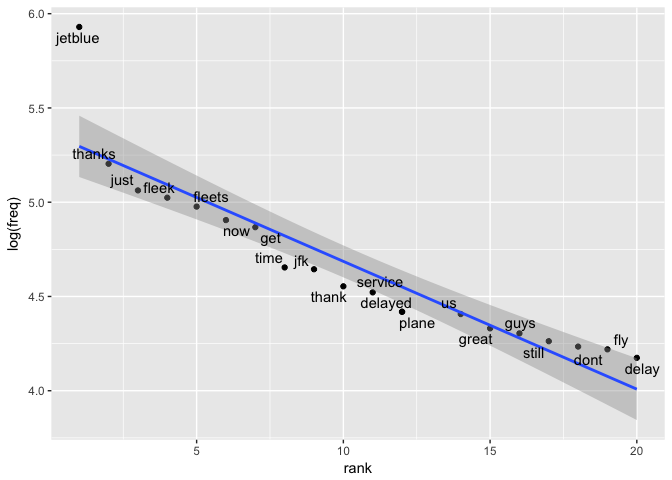 6.0
jetblue
5.5
thanks
just
fleek
fleets
5.0
now
get
time
jfk
thank
service
delayed
4.5
us
plane
great
guys
still
dont
fly
delay
4.0
5
10
15
20
rank
log(freq)